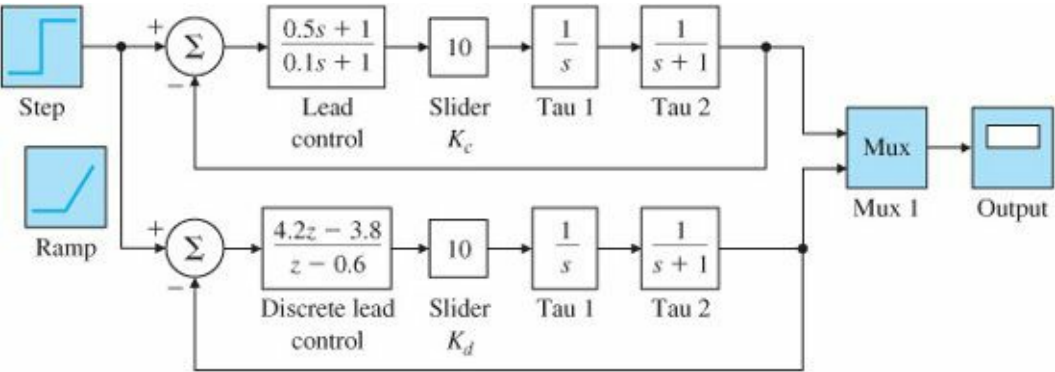 Step
+
Σ
−
0.5s + 1
0.1s + 1
Lead
control
10
Slider
K_c
1
s
Tau 1
1
s + 1
Tau 2
Ramp
+
Σ
−
4.2z − 3.8
z − 0.6
Discrete lead
control
10
Slider
K_d
1
s
Tau 1
1
s + 1
Tau 2
Mux
Mux 1
Output